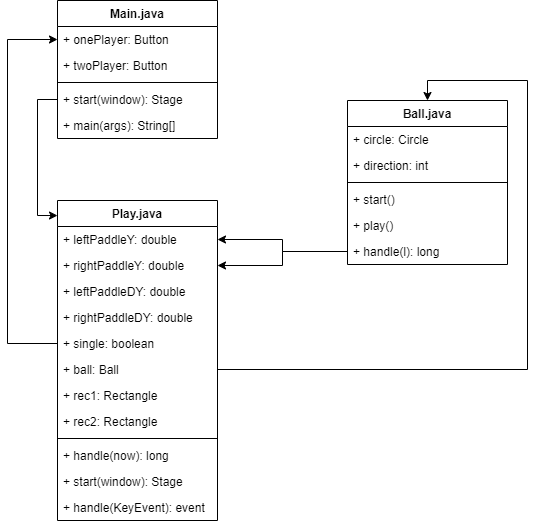 Main.java
+ onePlayer: Button
+ twoPlayer: Button
+ start(window): Stage
+ main(args): String[]
Ball.java
+ circle: Circle
+ direction: int
+ start()
+ play()
+ handle(l): long
Play.java
+ leftPaddleY: double
+ rightPaddleY: double
+ leftPaddleDY: double
+ rightPaddleDY: double
+ single: boolean
+ ball: Ball
+ rec1: Rectangle
+ rec2: Rectangle
+ handle(now): long
+ start(window): Stage
+ handle(KeyEvent): event